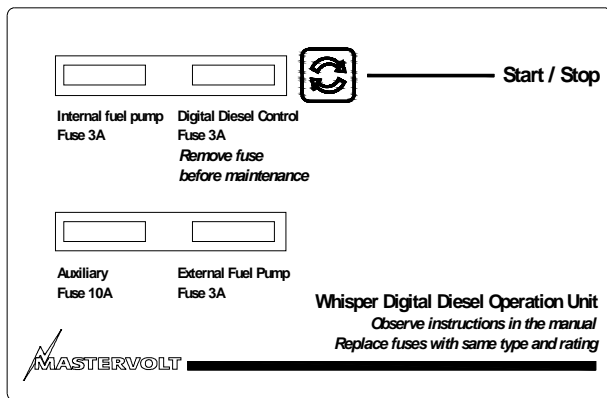 Start / Stop
Internal fuel pump
Fuse 3A
Digital Diesel Control
Fuse 3A
Remove fuse
before maintenance
Auxiliary
Fuse 10A
External Fuel Pump
Fuse 3A
Whisper Digital Diesel Operation Unit
Observe instructions in the manual
Replace fuses with same type and rating
MASTERVOLT